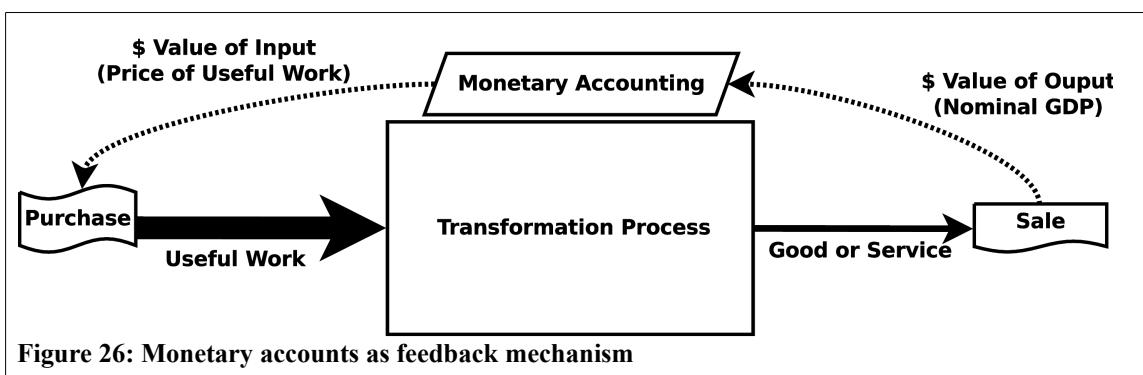 $ Value of Input
(Price of Useful Work)
Monetary Accounting
$ Value of Ouput
(Nominal GDP)
Purchase
Transformation Process
Sale
Useful Work
Good or Service
Figure 26: Monetary accounts as feedback mechanism